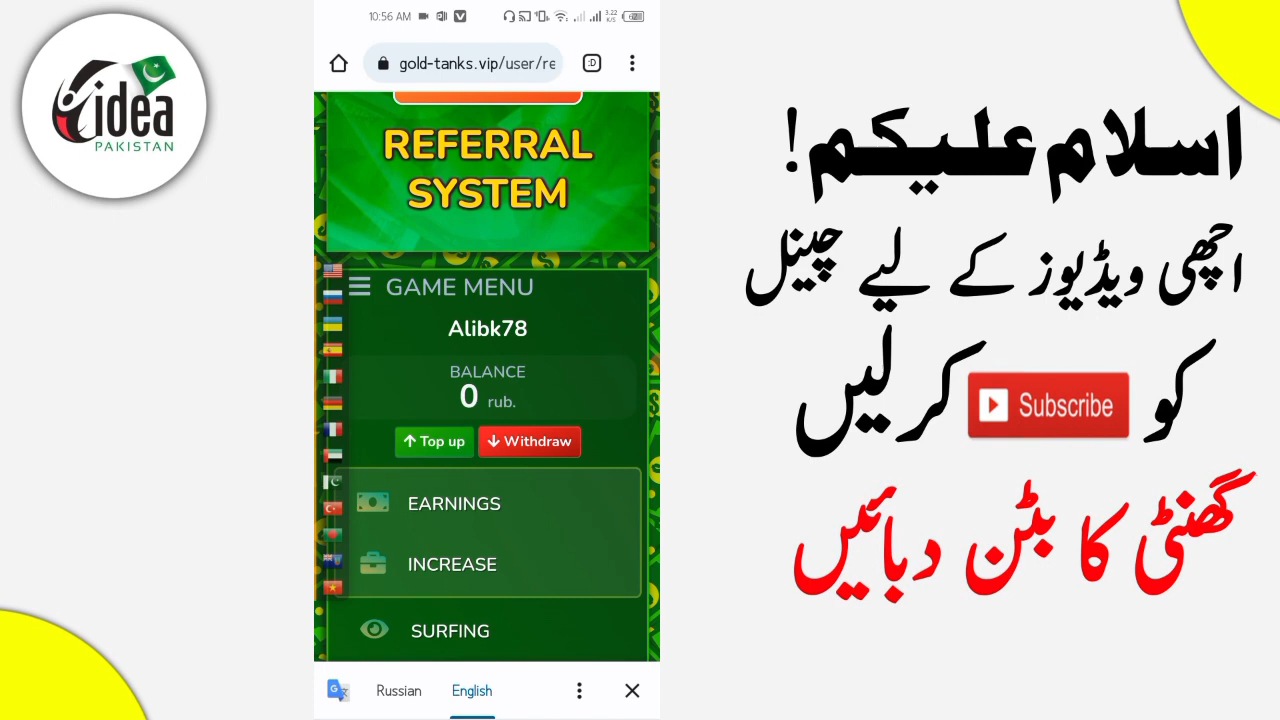 idea
PAKISTAN
10:56 AM
3.22
K/S
gold-tanks.vip/user/re
:D
REFERRAL
SYSTEM
GAME MENU
Alibk78
BALANCE
0 rub.
Top up
Withdraw
EARNINGS
INCREASE
SURFING
Russian
English
اسلام علیکم!
اچھی ویڈیوز کے لیے چینل
کو Subscribe کرلیں
گھنٹی کا بٹن دبائیں